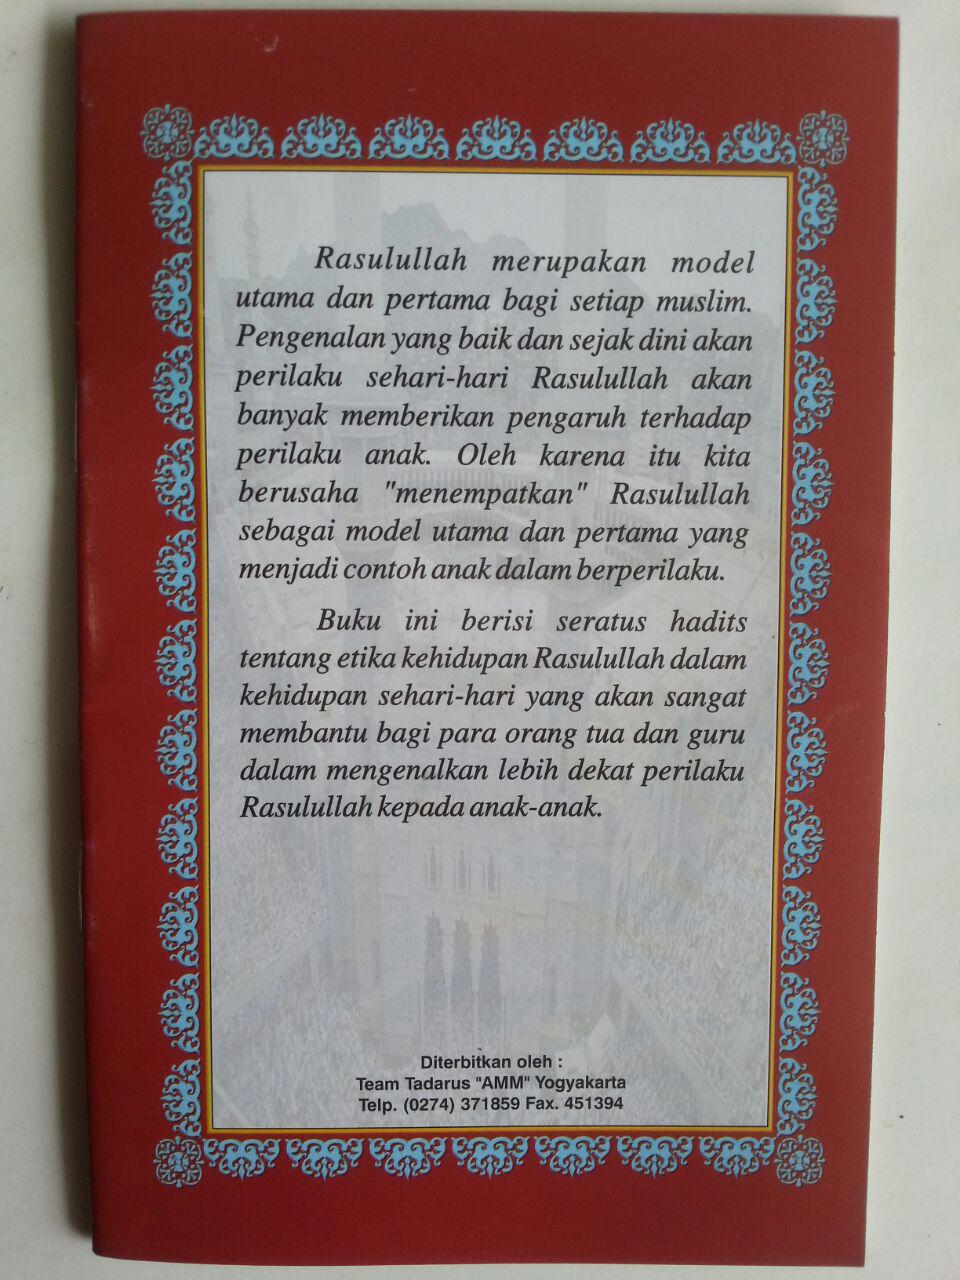 Rasulullah merupakan model
utama dan pertama bagi setiap muslim.
Pengenalan yang baik dan sejak dini akan
perilaku sehari-hari Rasulullah akan
banyak memberikan pengaruh terhadap
perilaku anak. Oleh karena itu kita
berusaha "menempatkan" Rasulullah
sebagai model utama dan pertama yang
menjadi contoh anak dalam berperilaku.
Buku ini berisi seratus hadits
tentang etika kehidupan Rasulullah dalam
kehidupan sehari-hari yang akan sangat
membantu bagi para orang tua dan guru
dalam mengenalkan lebih dekat perilaku
Rasulullah kepada anak-anak.
Diterbitkan oleh :
Team Tadarus "AMM" Yogyakarta
Telp. (0274) 371859 Fax. 451394